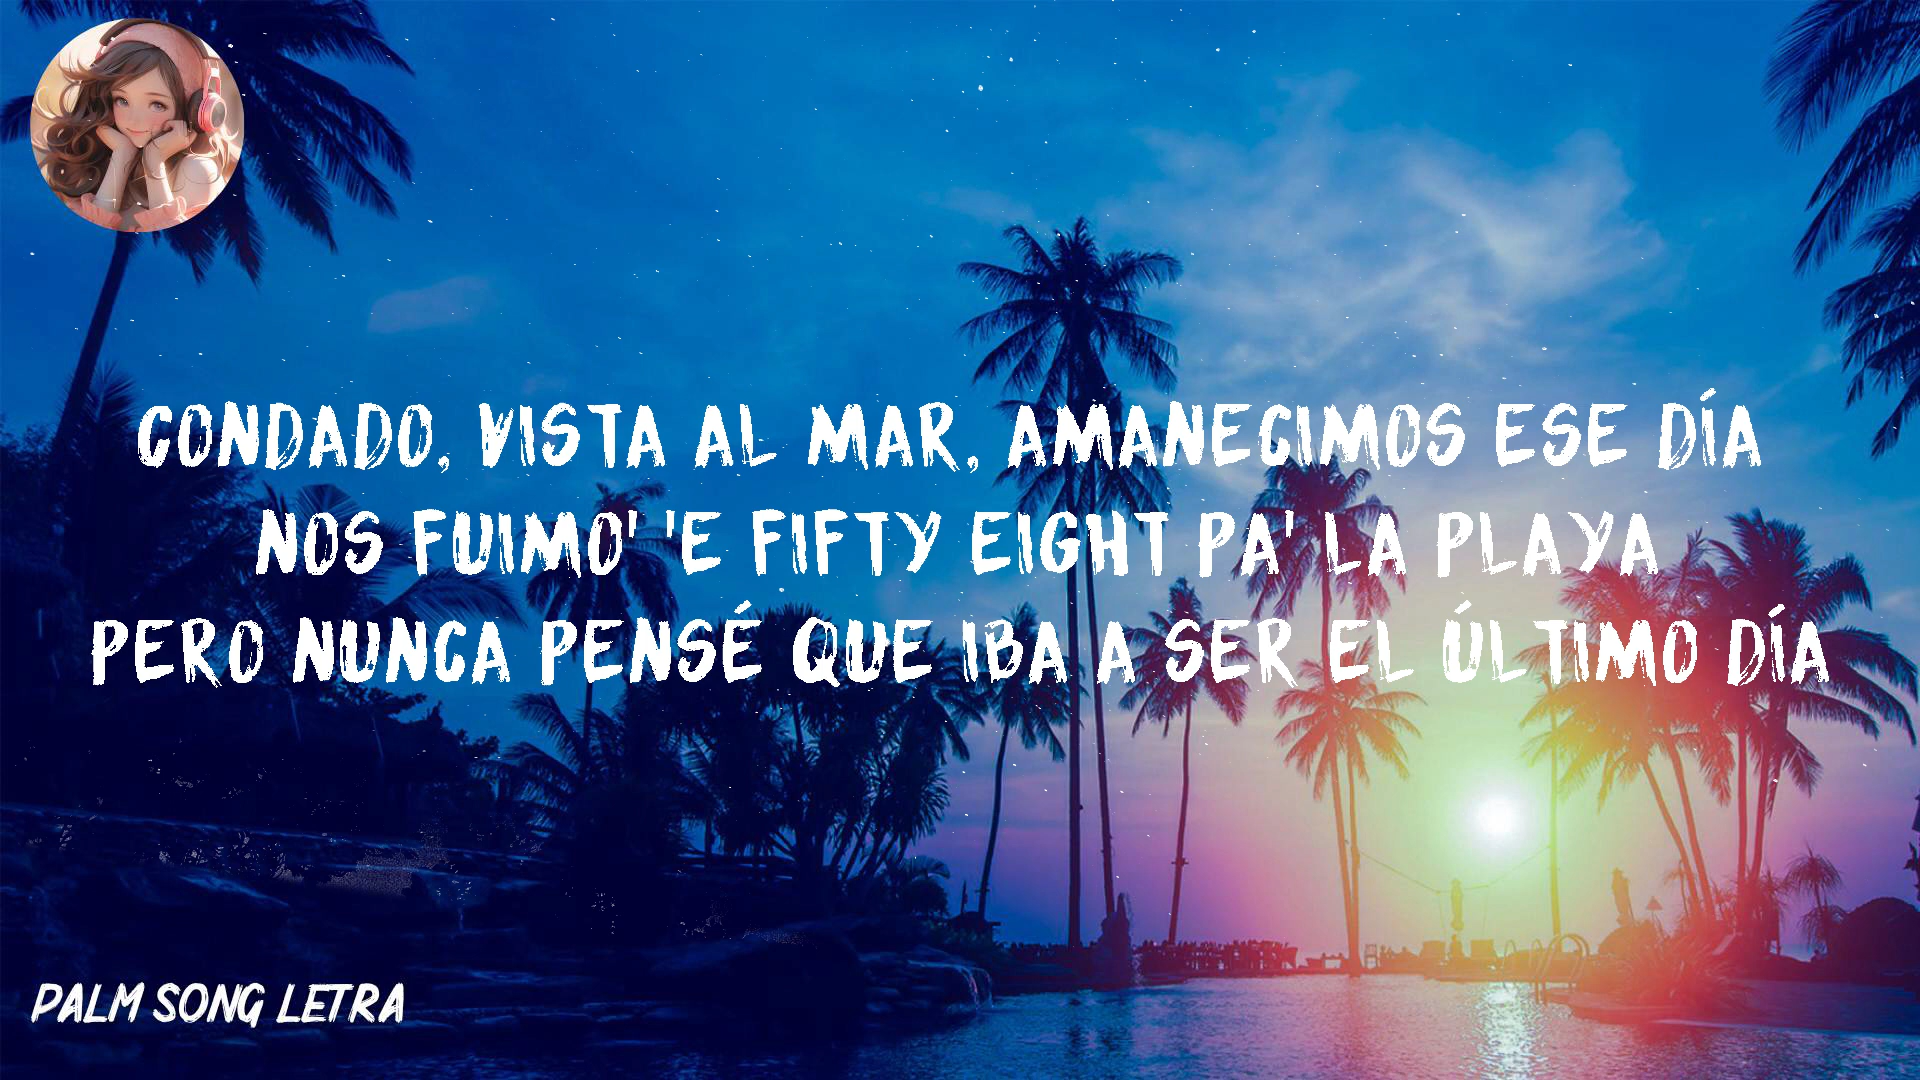 CONDADO, VISTA AL MAR, AMANECIMOS ESE DÍA
NOS FUIMO' 'E FIFTY EIGHT PA' LA PLAYA
PERO NUNCA PENSÉ QUE IBA A SER EL ÚLTIMO DÍA
PALM SONG LETRA